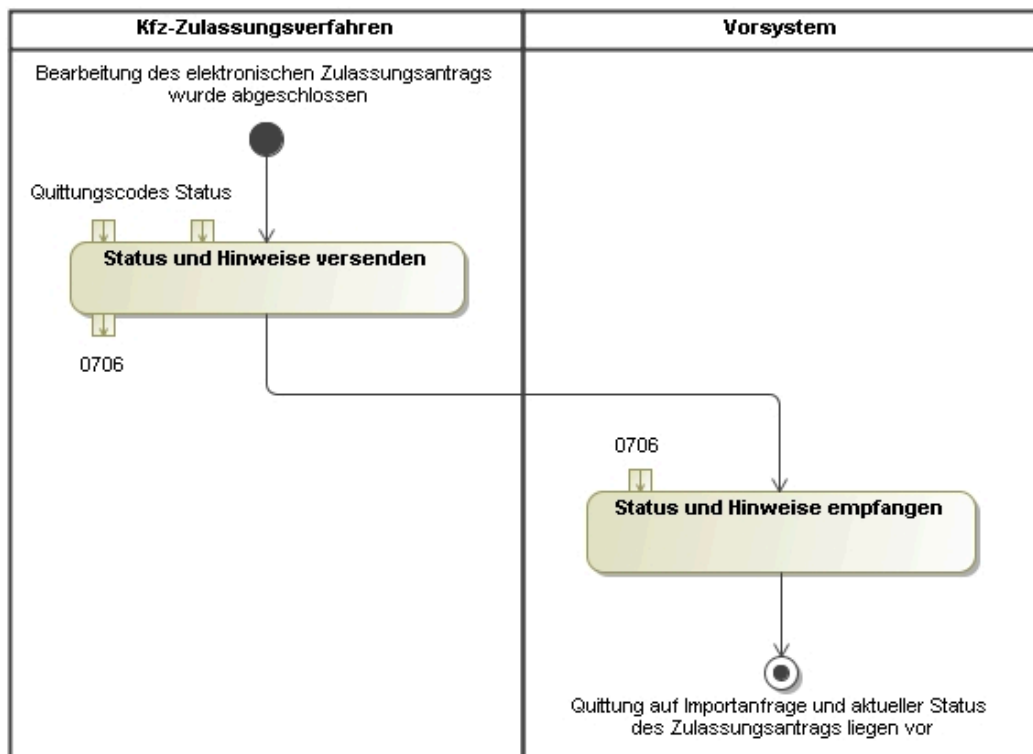 Kfz-Zulassungsverfahren
Vorsystem
Bearbeitung des elektronischen Zulassungsantrags
wurde abgeschlossen
Quittungscodes Status
Status und Hinweise versenden
0706
0706
Status und Hinweise empfangen
Quittung auf Importanfrage und aktueller Status
des Zulassungsantrags liegen vor